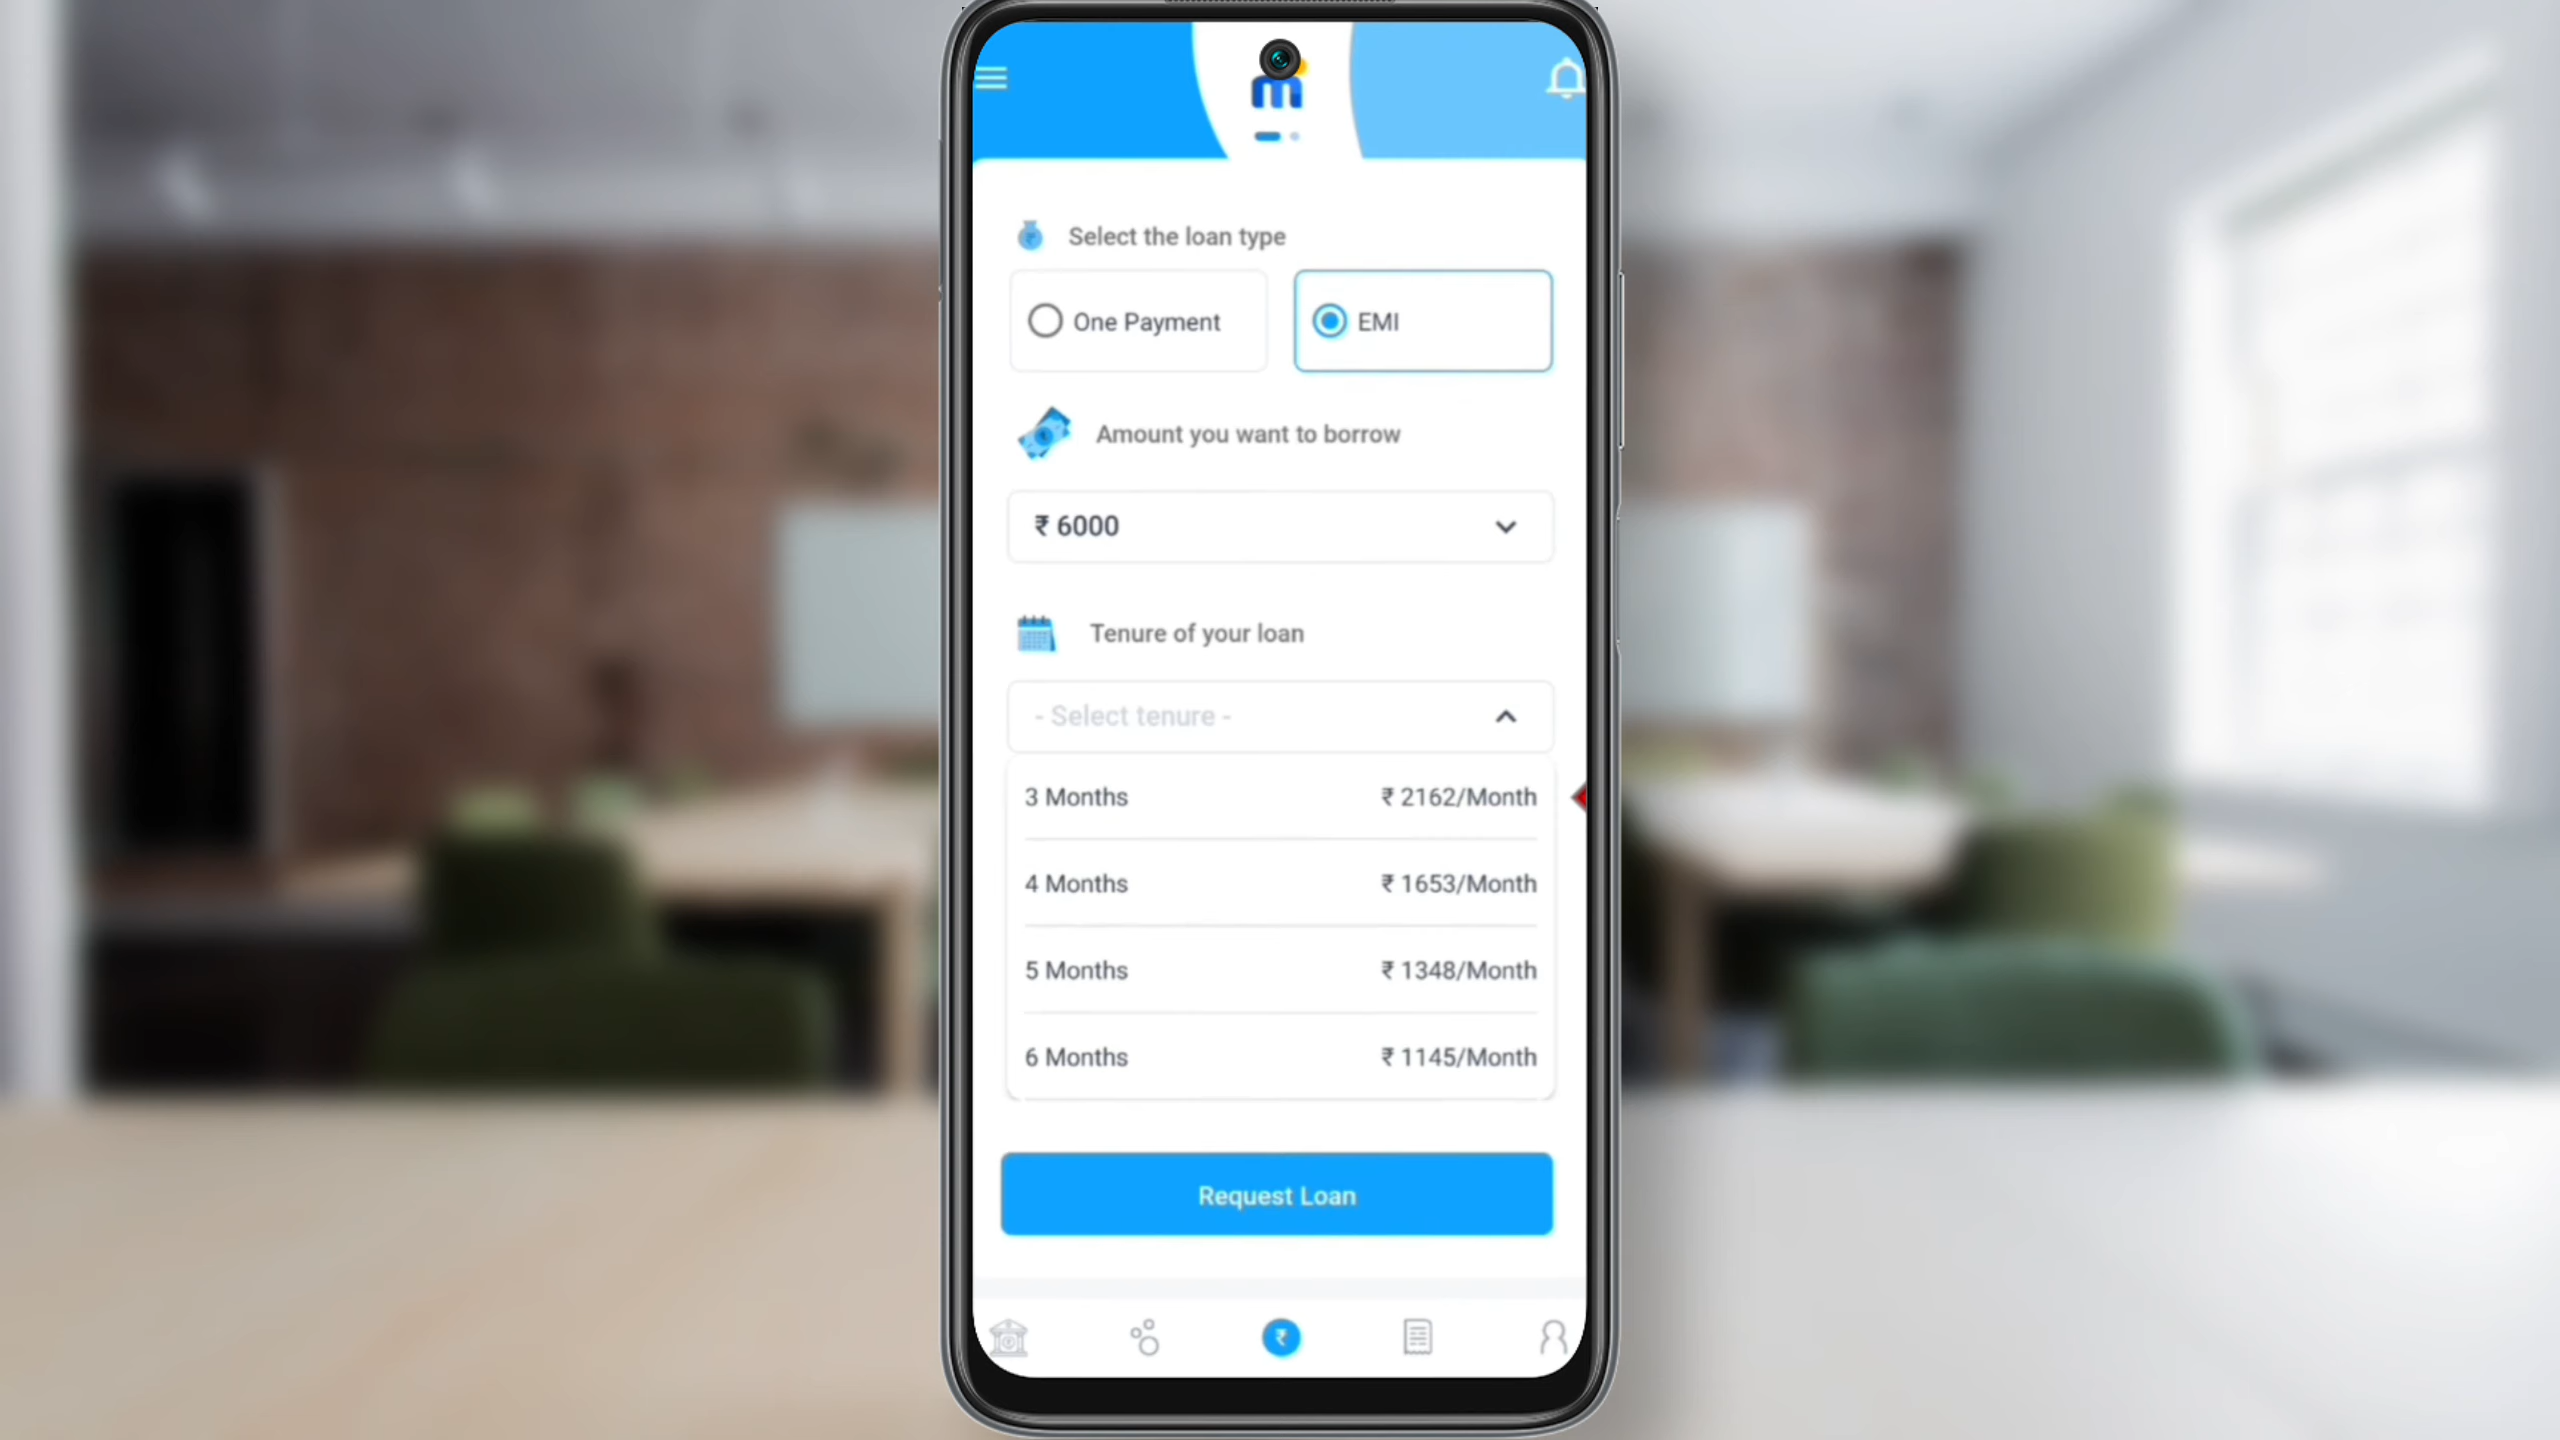 m
Select the loan type
One Payment
EMI
Amount you want to borrow
₹ 6000
Tenure of your loan
- Select tenure -
3 Months ₹ 2162/Month
4 Months ₹ 1653/Month
5 Months ₹ 1348/Month
6 Months ₹ 1145/Month
Request Loan
₹